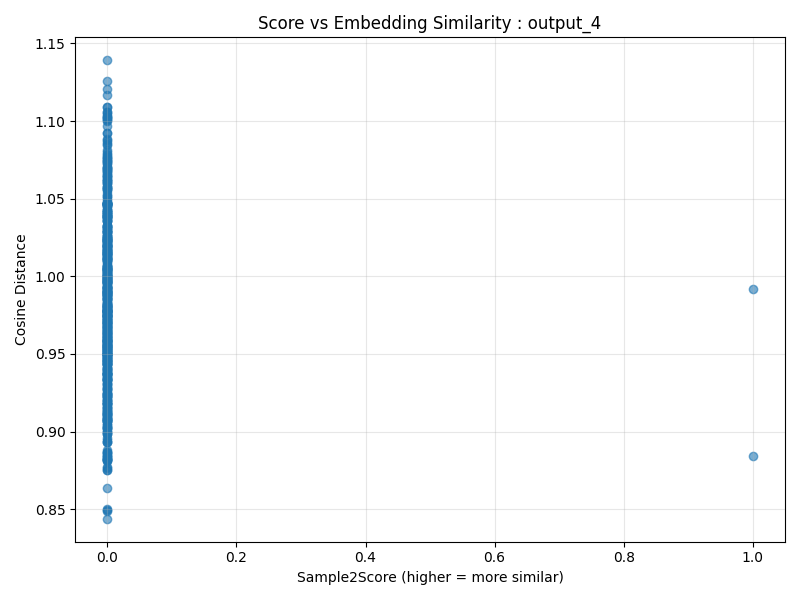 Score vs Embedding Similarity : output_4
1.15
1.10
1.05
1.00
0.95
0.90
0.85
Cosine Distance
0.0 0.2 0.4 0.6 0.8 1.0
Sample2Score (higher = more similar)